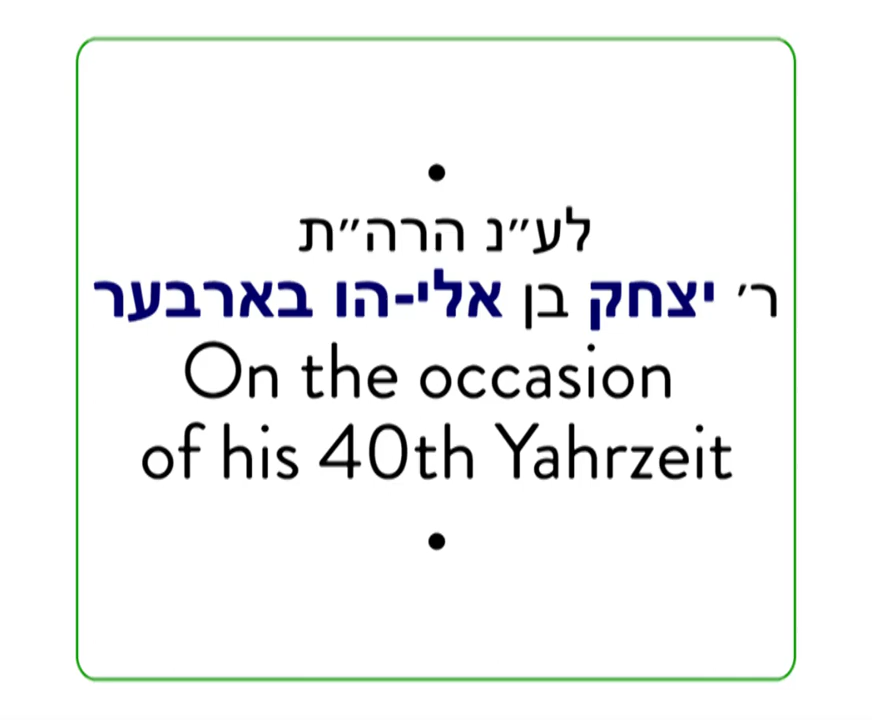 •
לע״נ הרה״ת
ר׳ יצחק בן אלי-הו בארבער
On the occasion
of his 40th Yahrzeit
•